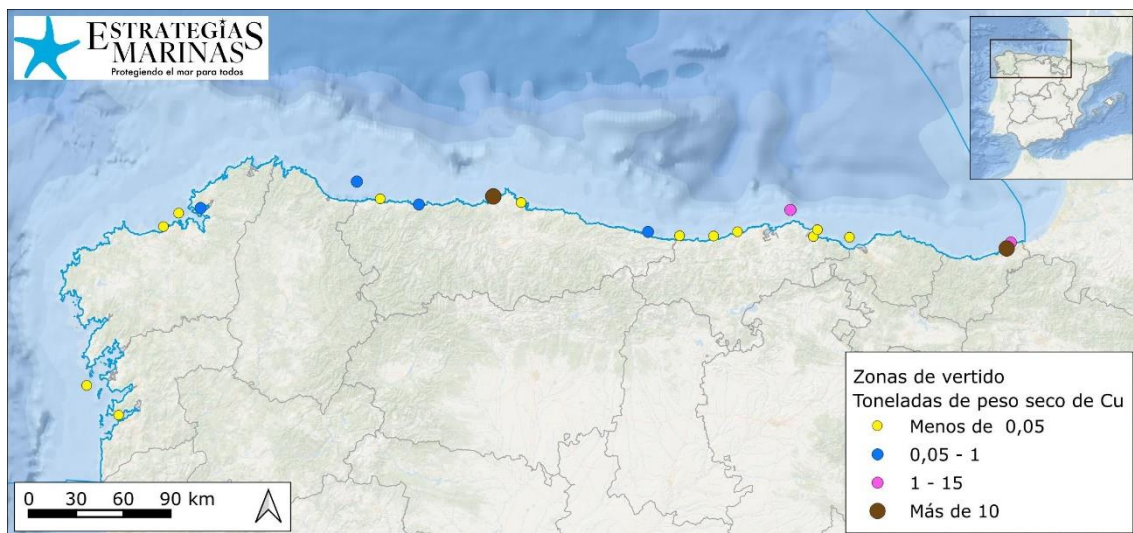 ESTRATEGIAS
MARINAS
Protegiendo el mar para todos
Zonas de vertido
Toneladas de peso seco de Cu
Menos de 0,05
0,05 - 1
1 - 15
Más de 10
0 30 60 90 km